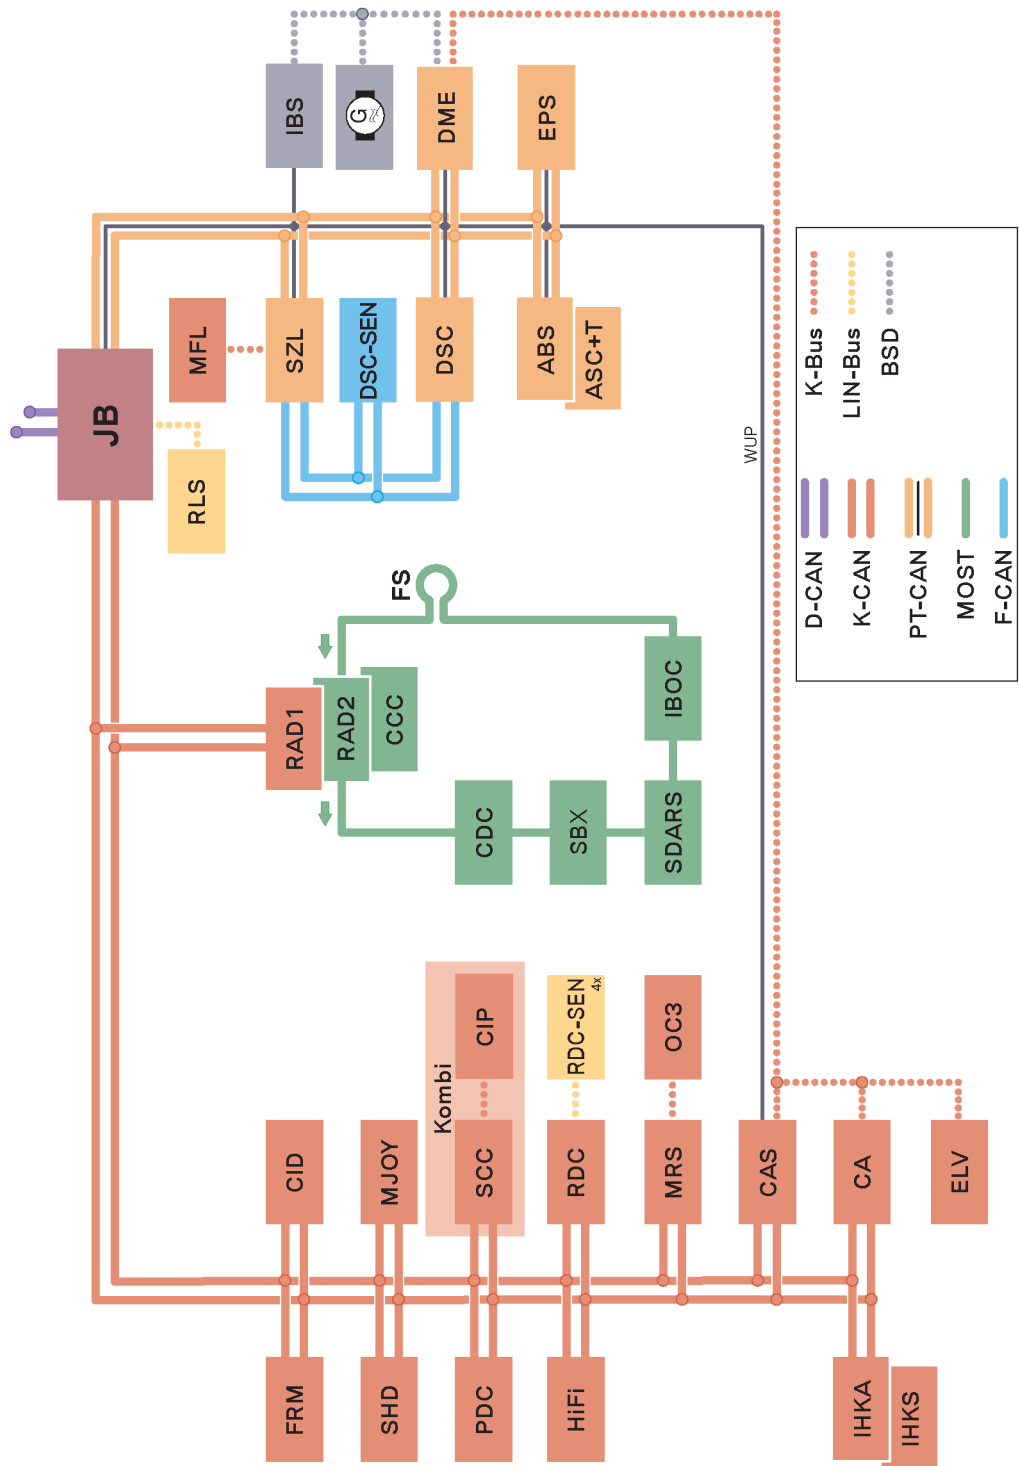 IBS
G
DME
EPS
JB
MFL
SZL
DSC-SEN
DSC
ABS
ASC+T
RLS
WUP
K-Bus
LIN-Bus
BSD
D-CAN
K-CAN
PT-CAN
MOST
F-CAN
FS
RAD1
RAD2
CCC
IBOC
CDC
SBX
SDARS
Kombi
CIP
RDC-SEN
4x
OC3
CID
MJOY
SCC
RDC
MRS
CAS
CA
ELV
FRM
SHD
PDC
HiFi
IHKA
IHKS